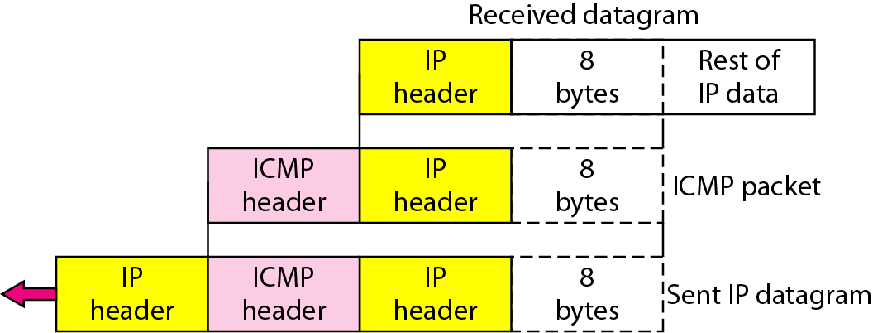 Received datagram
IP header
8 bytes
Rest of IP data
ICMP header
IP header
8 bytes
ICMP packet
IP header
ICMP header
IP header
8 bytes
Sent IP datagram